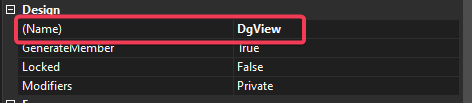 Design
(Name) DgView
GenerateMember True
Locked False
Modifiers Private